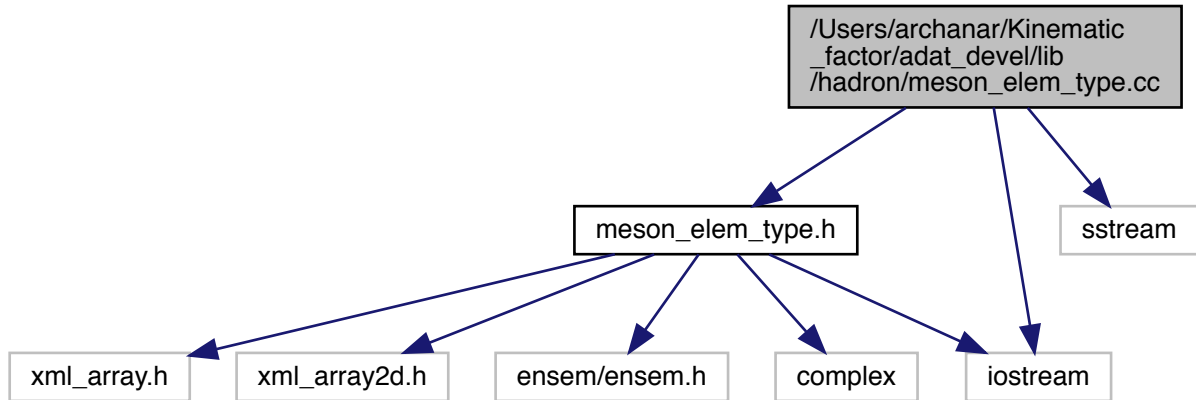 /Users/archanar/Kinematic
_factor/adat_devel/lib
/hadron/meson_elem_type.cc
meson_elem_type.h
sstream
xml_array.h
xml_array2d.h
ensem/ensem.h
complex
iostream